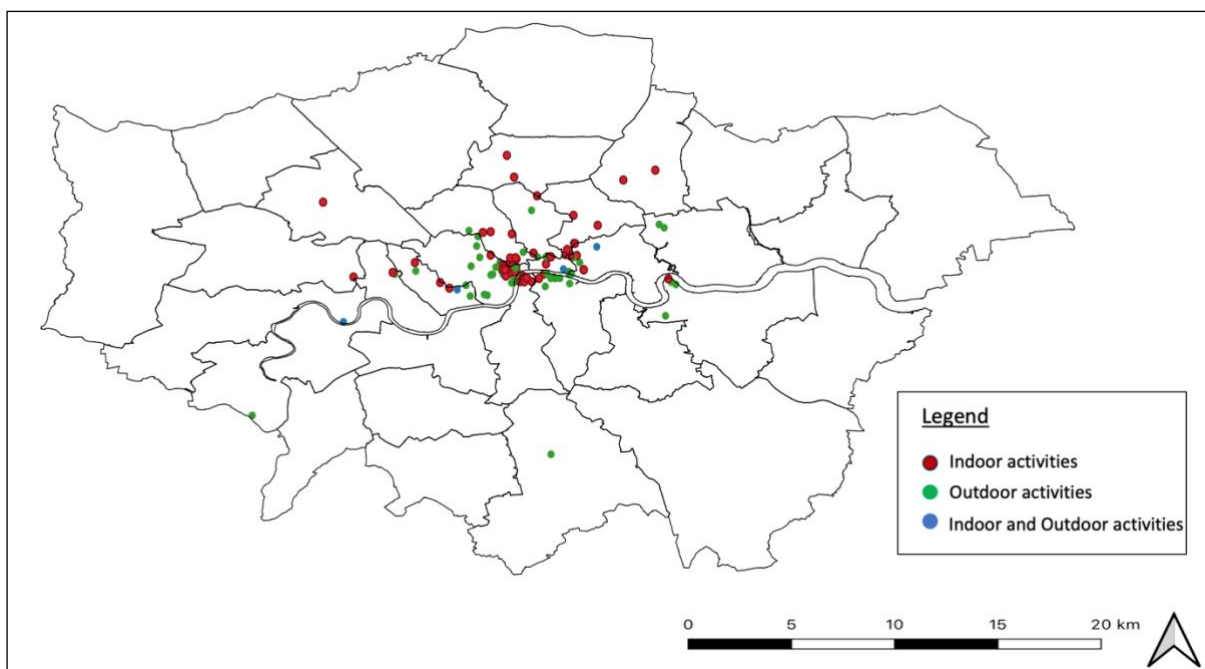 Legend
Indoor activities
Outdoor activities
Indoor and Outdoor activities
0 5 10 15 20 km